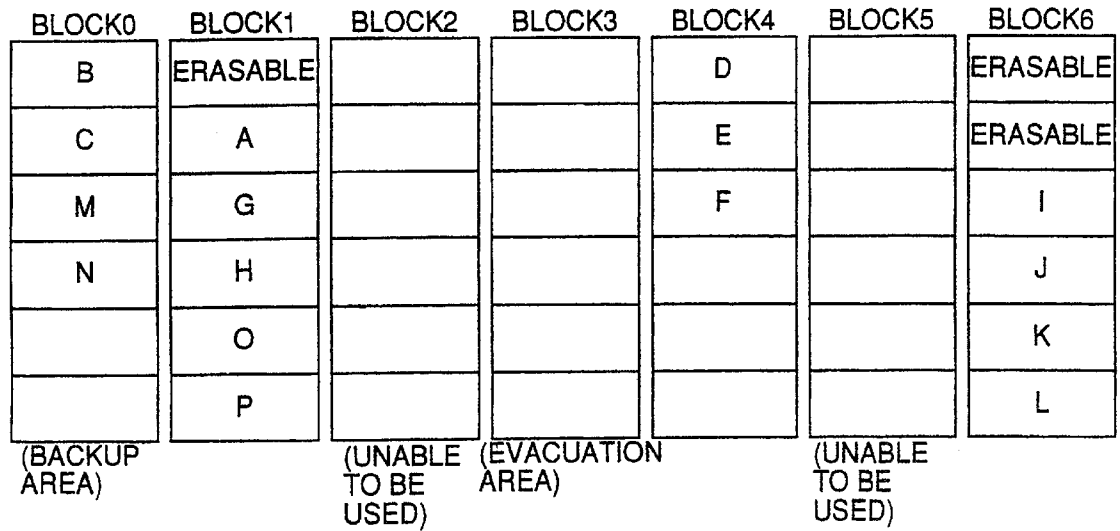 BLOCK0 BLOCK1 BLOCK2 BLOCK3 BLOCK4 BLOCK5 BLOCK6
B ERASABLE D ERASABLE
C A E ERASABLE
M G F I
N H J
O K
P L
(BACKUP AREA) (UNABLE TO BE USED) (EVACUATION AREA) (UNABLE TO BE USED)